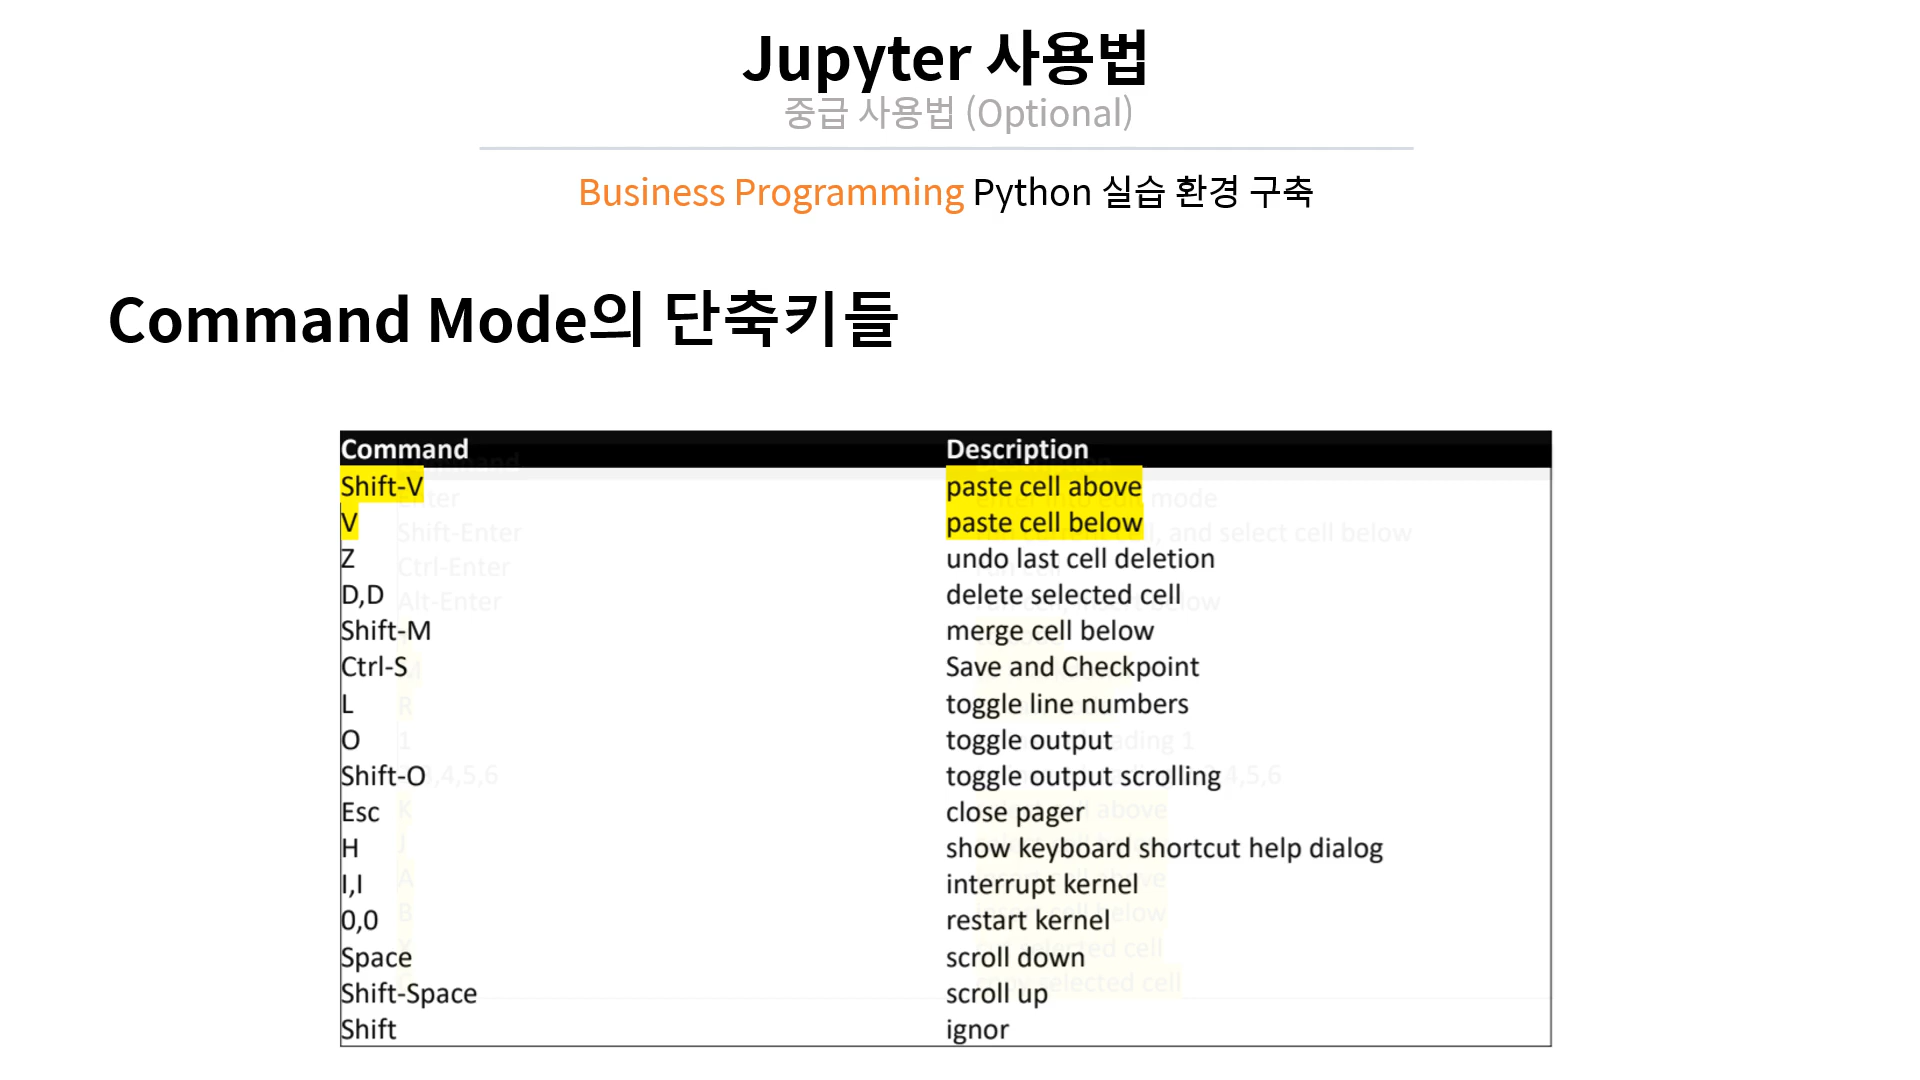 Jupyter 사용법
중급 사용법 (Optional)
Business Programming Python 실습 환경 구축
Command Mode의 단축키들
Command Description
Shift-V paste cell above
V paste cell below
Z undo last cell deletion
D,D delete selected cell
Shift-M merge cell below
Ctrl-S Save and Checkpoint
L toggle line numbers
O toggle output
Shift-O toggle output scrolling
Esc close pager
H show keyboard shortcut help dialog
I,I interrupt kernel
0,0 restart kernel
Space scroll down
Shift-Space scroll up
Shift ignor